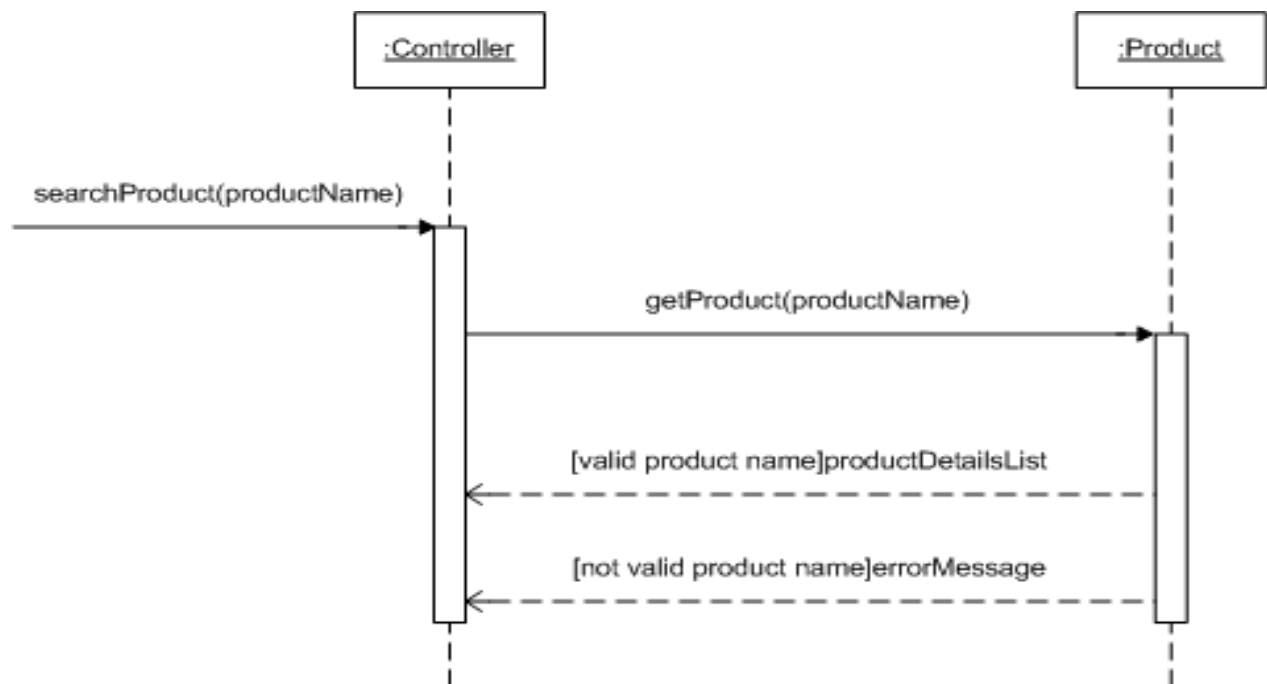 :Controller
:Product
searchProduct(productName)
getProduct(productName)
[valid product name]productDetailsList
[not valid product name]errorMessage